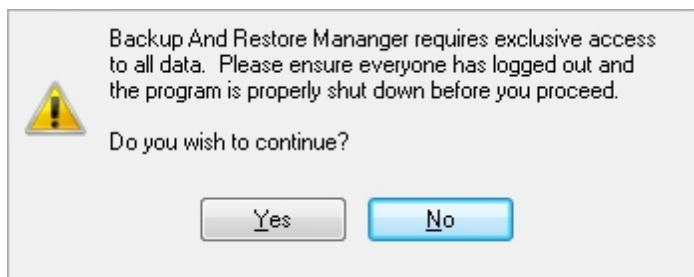 Backup And Restore Mananger requires exclusive access
to all data.  Please ensure everyone has logged out and
the program is properly shut down before you proceed.
Do you wish to continue?
Yes
No